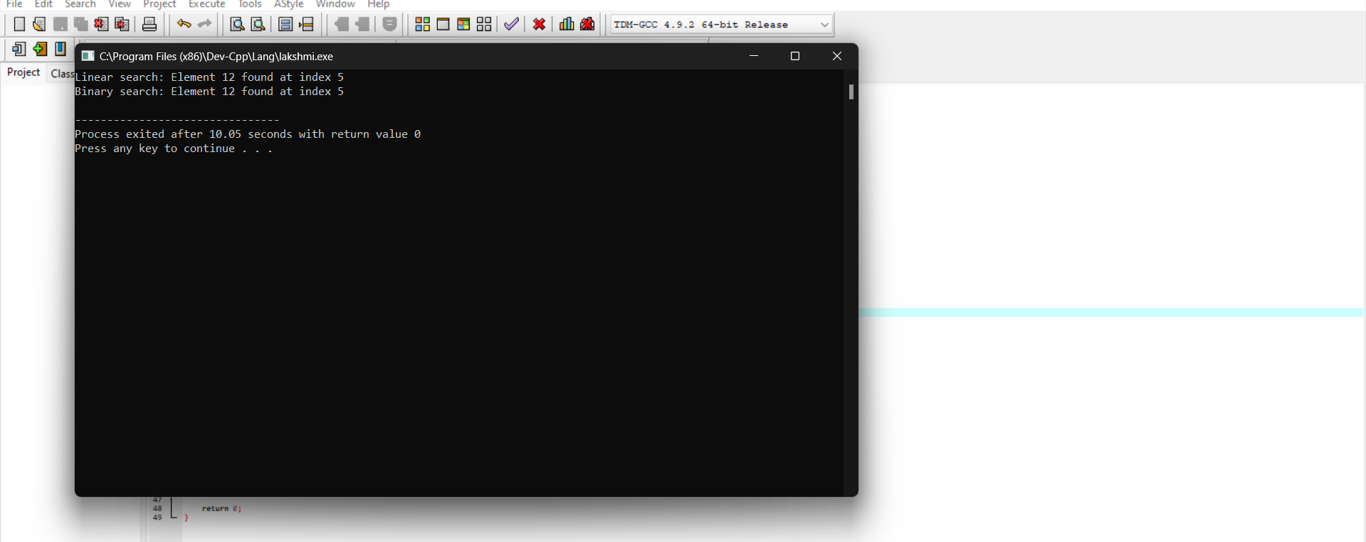 File Edit Search View Project Execute Tools AStyle Window Help
TDM-GCC 4.9.2 64-bit Release
C:\Program Files (x86)\Dev-Cpp\Lang\lakshmi.exe
Project Class
Linear search: Element 12 found at index 5
Binary search: Element 12 found at index 5
--------------------------------
Process exited after 10.05 seconds with return value 0
Press any key to continue . . .
47
48 return 0;
49 }